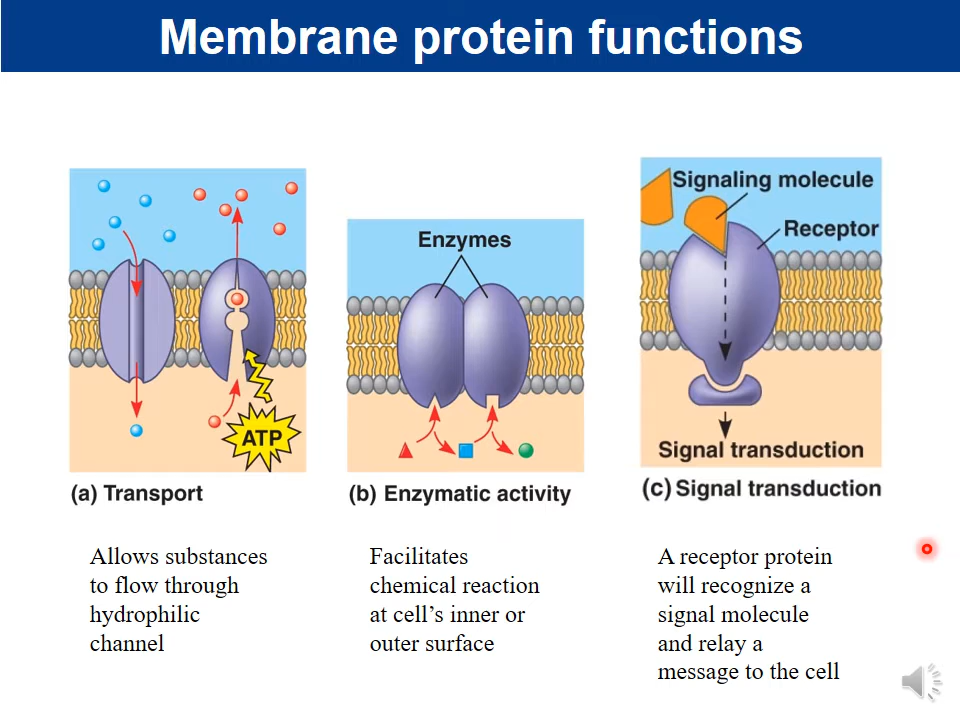 Membrane protein functions
ATP
(a) Transport
Allows substances
to flow through
hydrophilic
channel
Enzymes
(b) Enzymatic activity
Facilitates
chemical reaction
at cell’s inner or
outer surface
Signaling molecule
Receptor
Signal transduction
(c) Signal transduction
A receptor protein
will recognize a
signal molecule
and relay a
message to the cell